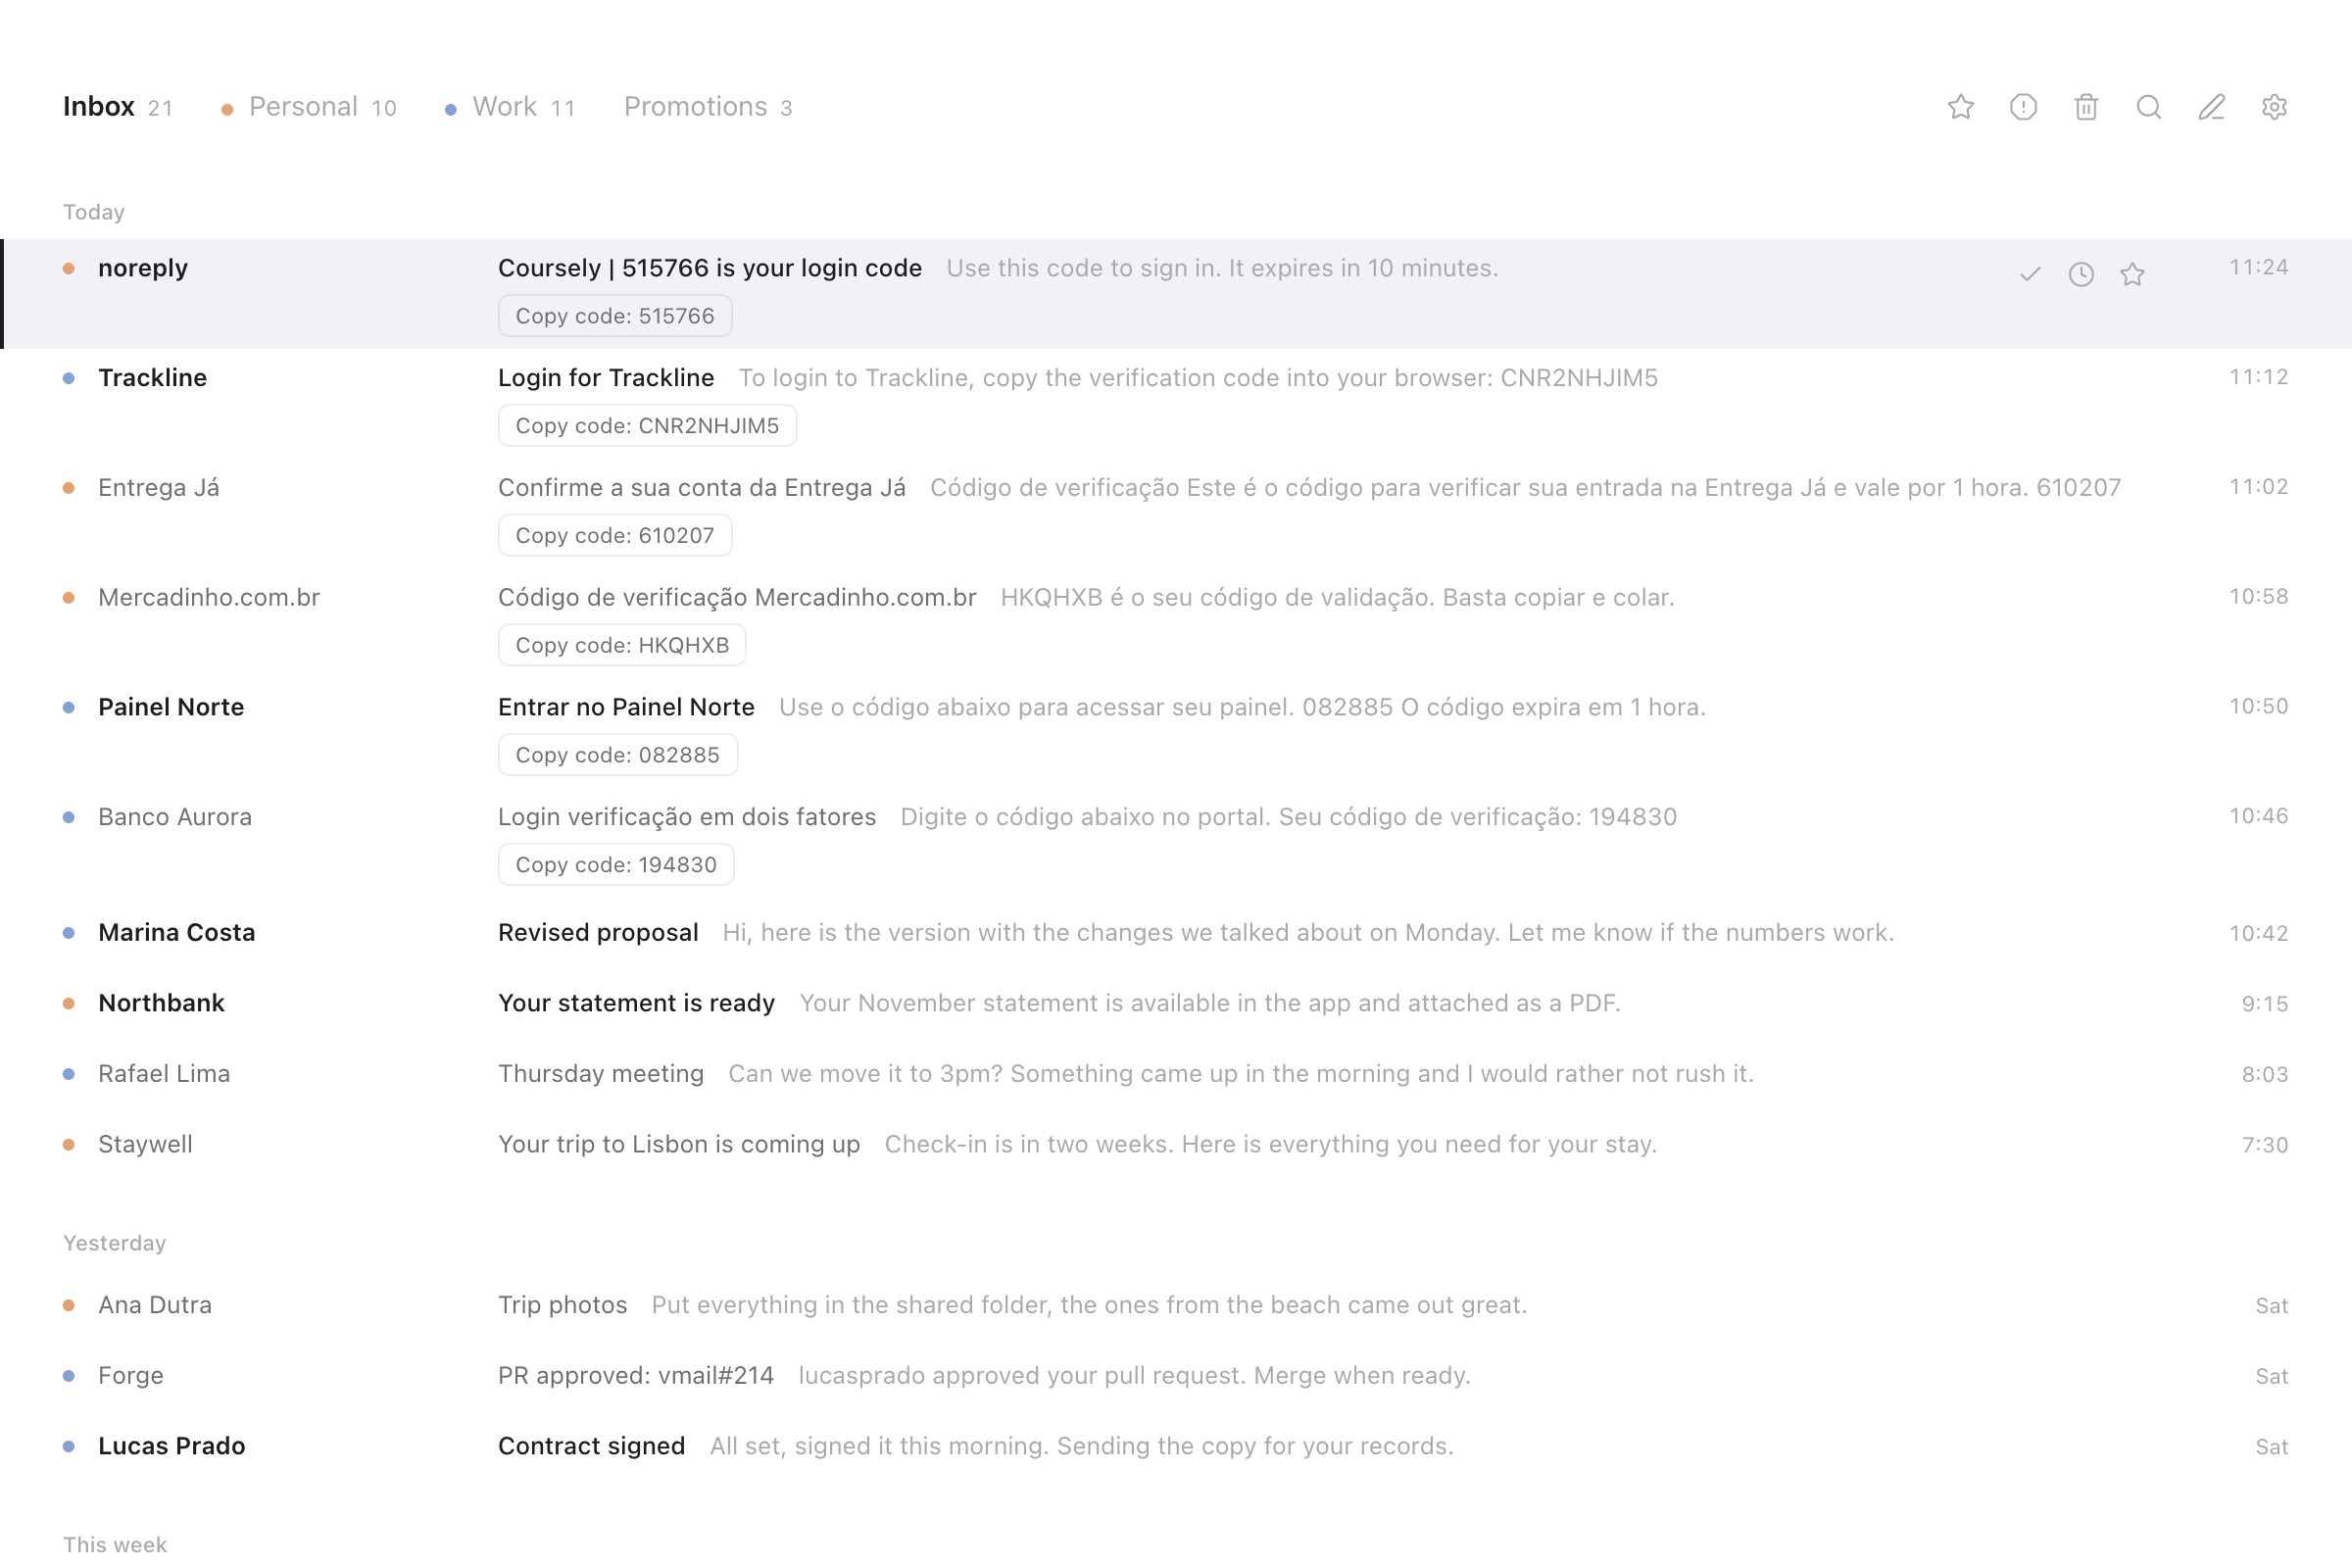 Inbox 21 Personal 10 Work 11 Promotions 3
Today
noreply Coursely | 515766 is your login code Use this code to sign in. It expires in 10 minutes. 11:24
Copy code: 515766
Trackline Login for Trackline To login to Trackline, copy the verification code into your browser: CNR2NHJIM5 11:12
Copy code: CNR2NHJIM5
Entrega Já Confirme a sua conta da Entrega Já Código de verificação Este é o código para verificar sua entrada na Entrega Já e vale por 1 hora. 610207 11:02
Copy code: 610207
Mercadinho.com.br Código de verificação Mercadinho.com.br HKQHXB é o seu código de validação. Basta copiar e colar. 10:58
Copy code: HKQHXB
Painel Norte Entrar no Painel Norte Use o código abaixo para acessar seu painel. 082885 O código expira em 1 hora. 10:50
Copy code: 082885
Banco Aurora Login verificação em dois fatores Digite o código abaixo no portal. Seu código de verificação: 194830 10:46
Copy code: 194830
Marina Costa Revised proposal Hi, here is the version with the changes we talked about on Monday. Let me know if the numbers work. 10:42
Northbank Your statement is ready Your November statement is available in the app and attached as a PDF. 9:15
Rafael Lima Thursday meeting Can we move it to 3pm? Something came up in the morning and I would rather not rush it. 8:03
Staywell Your trip to Lisbon is coming up Check-in is in two weeks. Here is everything you need for your stay. 7:30
Yesterday
Ana Dutra Trip photos Put everything in the shared folder, the ones from the beach came out great. Sat
Forge PR approved: vmail#214 lucasprado approved your pull request. Merge when ready. Sat
Lucas Prado Contract signed All set, signed it this morning. Sending the copy for your records. Sat
This week